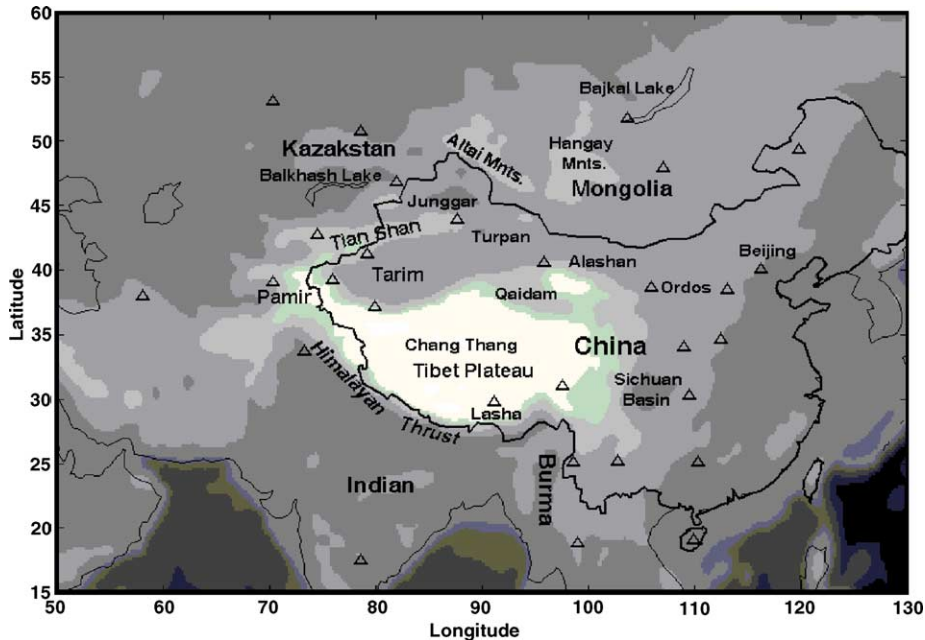 60
55
50
45
40
35
30
25
20
15
Latitude
Bajkal Lake
Kazakstan
Altai Mnts.
Hangay
Mnts.
Mongolia
Balkhash Lake
Junggar
Tian Shan
Turpan
Beijing
Alashan
Tarim
Pamir
Qaidam
Ordos
Chang Thang
Tibet Plateau
China
Himalayan
Thrust
Lasha
Sichuan
Basin
Burma
Indian
50
60
70
80
90
100
110
120
130
Longitude